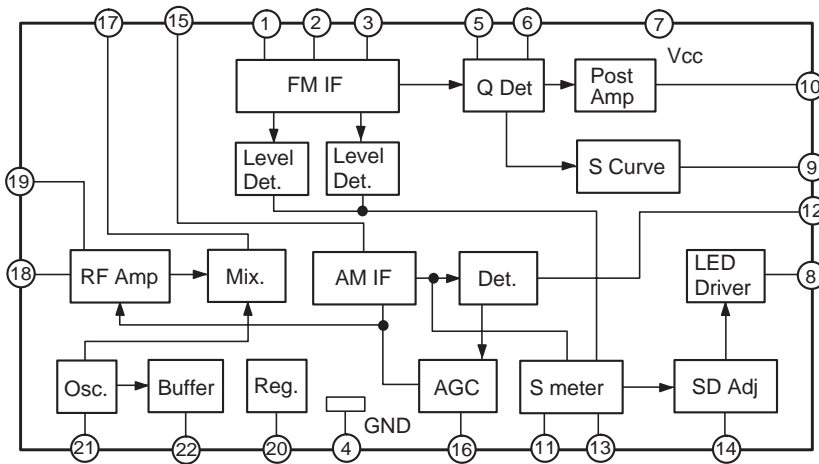 17
15
1
2
3
5
6
7
Vcc
FM IF
Q Det
Post
Amp
10
Level
Det.
Level
Det.
S Curve
9
19
12
18
RF Amp
Mix.
AM IF
Det.
LED
Driver
8
Osc.
Buffer
Reg.
GND
AGC
S meter
SD Adj
21
22
20
4
16
11
13
14